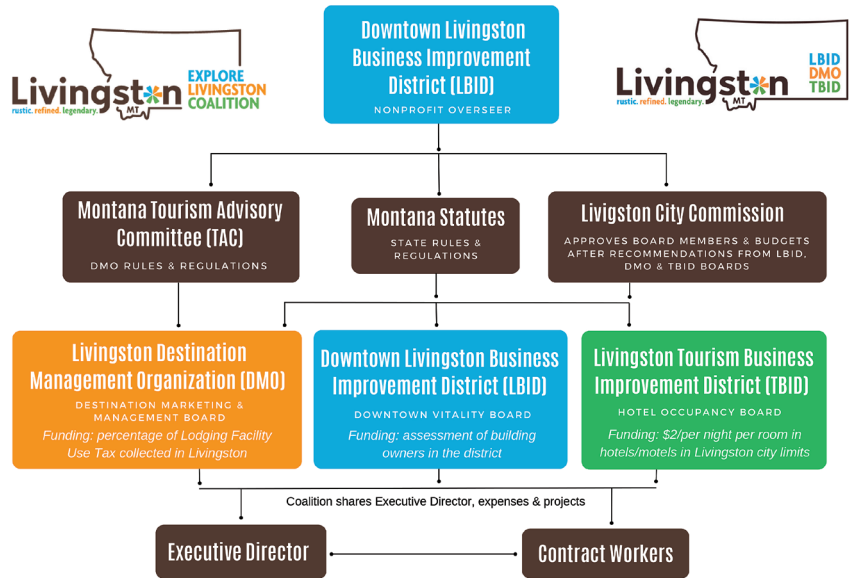 Livingston
MT
rustic. refined. legendary.
EXPLORE
LIVINGSTON
COALITION
Downtown Livingston
Business Improvement
District (LBID)
NONPROFIT OVERSEER
Livingston
MT
rustic. refined. legendary.
LBID
DMO
TBID
Montana Tourism Advisory
Committee (TAC)
DMO RULES & REGULATIONS
Montana Statutes
STATE RULES &
REGULATIONS
Livigston City Commission
APPROVES BOARD MEMBERS & BUDGETS
AFTER RECOMMENDATIONS FROM LBID,
DMO & TBID BOARDS
Livingston Destination
Management Organization (DMO)
DESTINATION MARKETING &
MANAGEMENT BOARD
Funding: percentage of Lodging Facility
Use Tax collected in Livingston
Downtown Livingston Business
Improvement District (LBID)
DOWNTOWN VITALITY BOARD
Funding: assessment of building
owners in the district
Livingston Tourism Business
Improvement District (TBID)
HOTEL OCCUPANCY BOARD
Funding: $2/per night per room in
hotels/motels in Livingston city limits
Coalition shares Executive Director, expenses & projects
Executive Director
Contract Workers